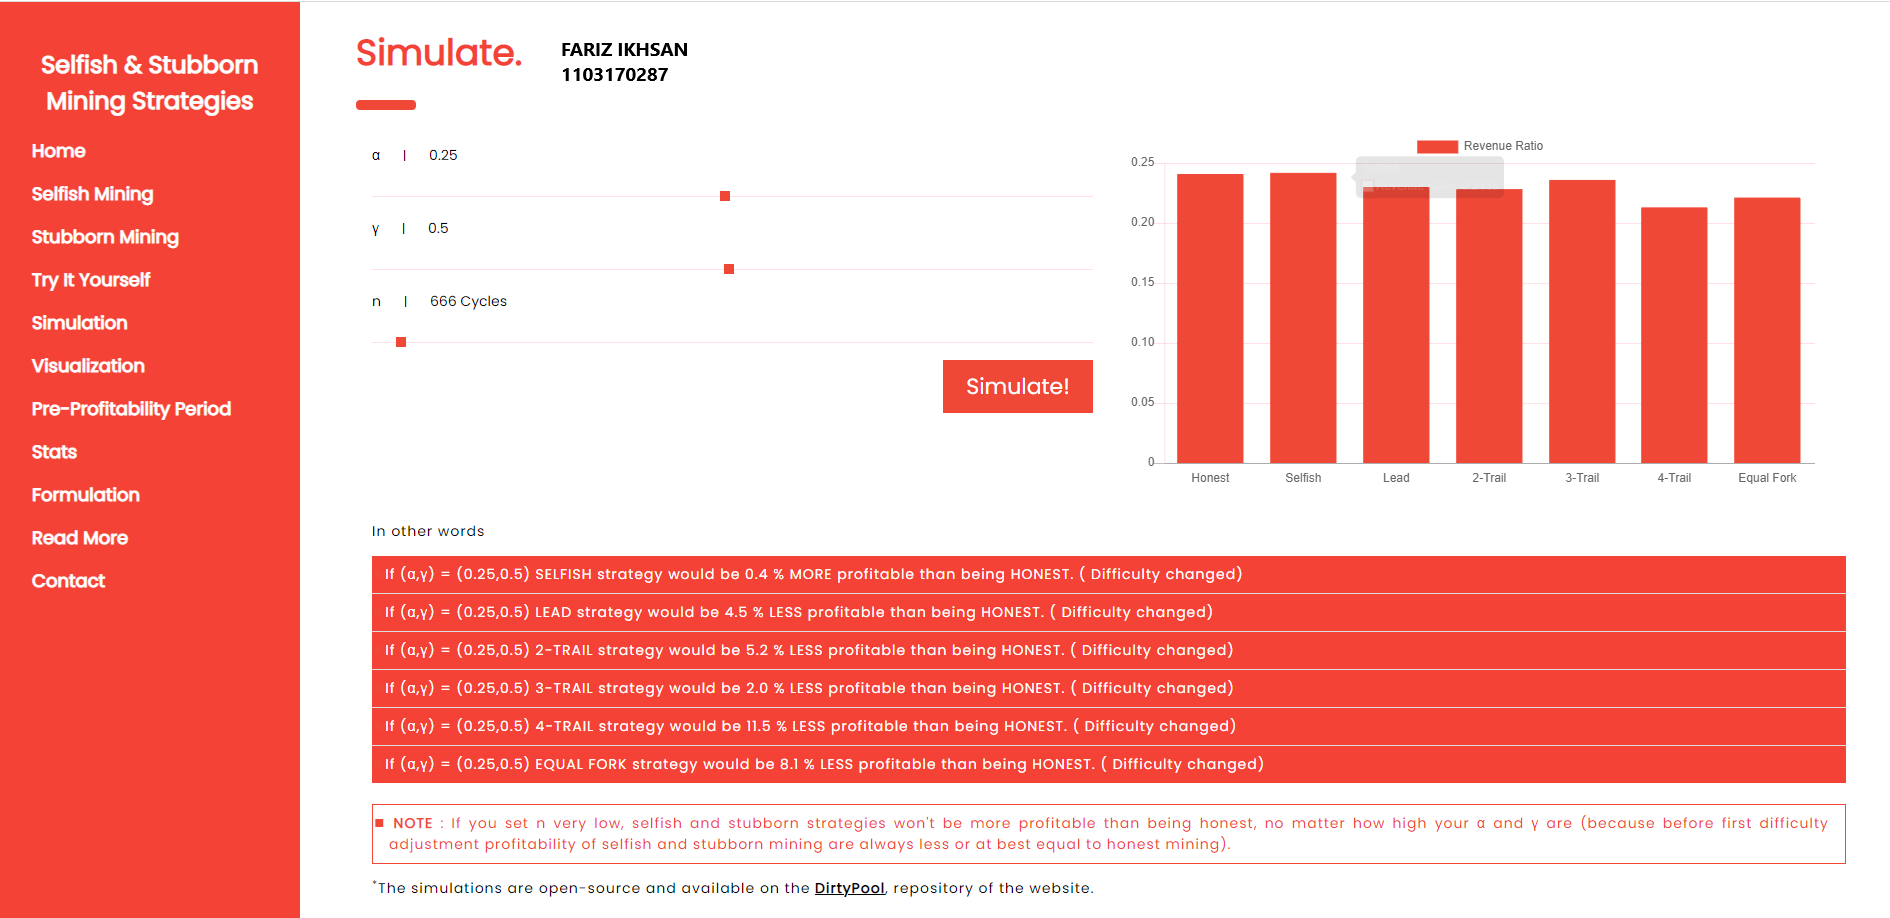 Selfish & Stubborn
Mining Strategies
Home
Selfish Mining
Stubborn Mining
Try It Yourself
Simulation
Visualization
Pre-Profitability Period
Stats
Formulation
Read More
Contact
Simulate.
FARIZ IKHSAN
1103170287
α | 0.25
γ | 0.5
n | 666 Cycles
Simulate!
Revenue Ratio
0.25
0.20
0.15
0.10
0.05
0
Honest Selfish Lead 2-Trail 3-Trail 4-Trail Equal Fork
In other words
If (α,γ) = (0.25,0.5) SELFISH strategy would be 0.4 % MORE profitable than being HONEST. ( Difficulty changed)
If (α,γ) = (0.25,0.5) LEAD strategy would be 4.5 % LESS profitable than being HONEST. ( Difficulty changed)
If (α,γ) = (0.25,0.5) 2-TRAIL strategy would be 5.2 % LESS profitable than being HONEST. ( Difficulty changed)
If (α,γ) = (0.25,0.5) 3-TRAIL strategy would be 2.0 % LESS profitable than being HONEST. ( Difficulty changed)
If (α,γ) = (0.25,0.5) 4-TRAIL strategy would be 11.5 % LESS profitable than being HONEST. ( Difficulty changed)
If (α,γ) = (0.25,0.5) EQUAL FORK strategy would be 8.1 % LESS profitable than being HONEST. ( Difficulty changed)
NOTE : If you set n very low, selfish and stubborn strategies won't be more profitable than being honest, no matter how high your α and γ are (because before first difficulty
adjustment profitability of selfish and stubborn mining are always less or at best equal to honest mining).
*The simulations are open-source and available on the DirtyPool, repository of the website.